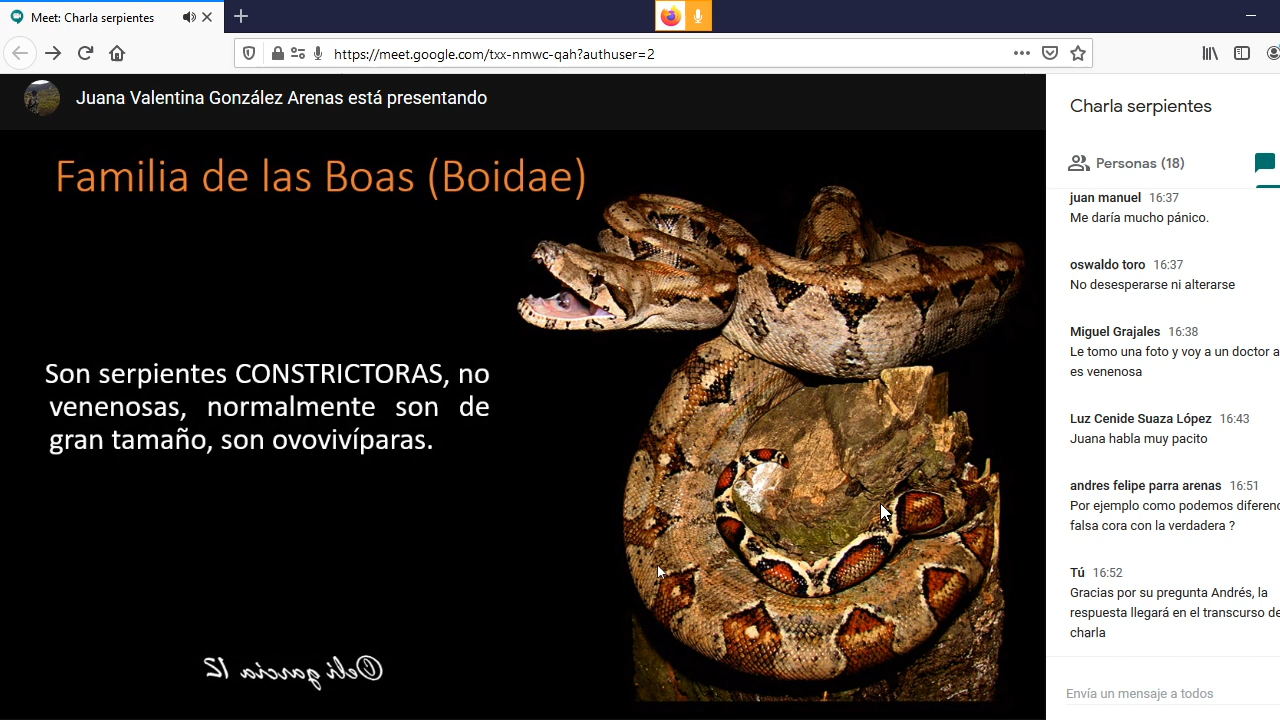 Meet: Charla serpientes
https://meet.google.com/txx-nmwc-qah?authuser=2
Juana Valentina González Arenas está presentando
Familia de las Boas (Boidae)
Son serpientes CONSTRICTORAS, no
venenosas, normalmente son de
gran tamaño, son ovovivíparas.
©eli garcia 12
Charla serpientes
Personas (18)
juan manuel 16:37
Me daría mucho pánico.
oswaldo toro 16:37
No desesperarse ni alterarse
Miguel Grajales 16:38
Le tomo una foto y voy a un doctor a
es venenosa
Luz Cenide Suaza López 16:43
Juana habla muy pacito
andres felipe parra arenas 16:51
Por ejemplo como podemos diferenc
falsa cora con la verdadera ?
Tú 16:52
Gracias por su pregunta Andrés, la
respuesta llegará en el transcurso de
charla
Envía un mensaje a todos